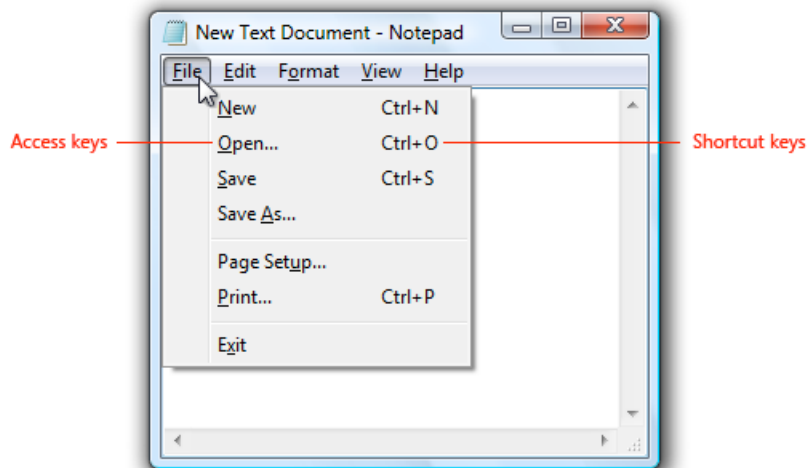 New Text Document - Notepad
File Edit Format View Help
New Ctrl+N
Access keys Open... Ctrl+O Shortcut keys
Save Ctrl+S
Save As...
Page Setup...
Print... Ctrl+P
Exit